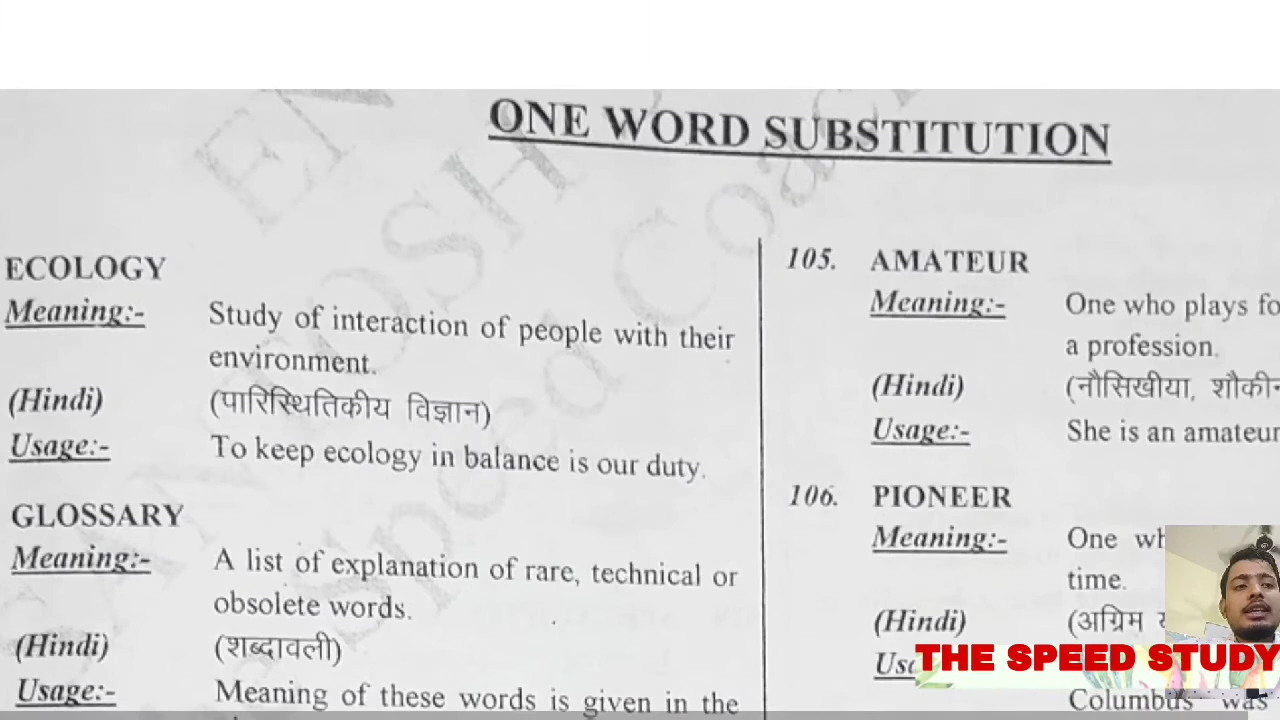 ONE WORD SUBSTITUTION
ECOLOGY
Meaning:- Study of interaction of people with their
environment.
(Hindi) (पारिस्थितिकीय विज्ञान)
Usage:- To keep ecology in balance is our duty.
GLOSSARY
Meaning:- A list of explanation of rare, technical or
obsolete words.
(Hindi) (शब्दावली)
Usage:- Meaning of these words is given in the
105. AMATEUR
Meaning:- One who plays fo
a profession.
(Hindi) (नौसिखीया, शौकीन
Usage:- She is an amateur
106. PIONEER
Meaning:- One wh
time.
(Hindi) (अग्रिम
Usa
Columbus was
THE SPEED STUDY